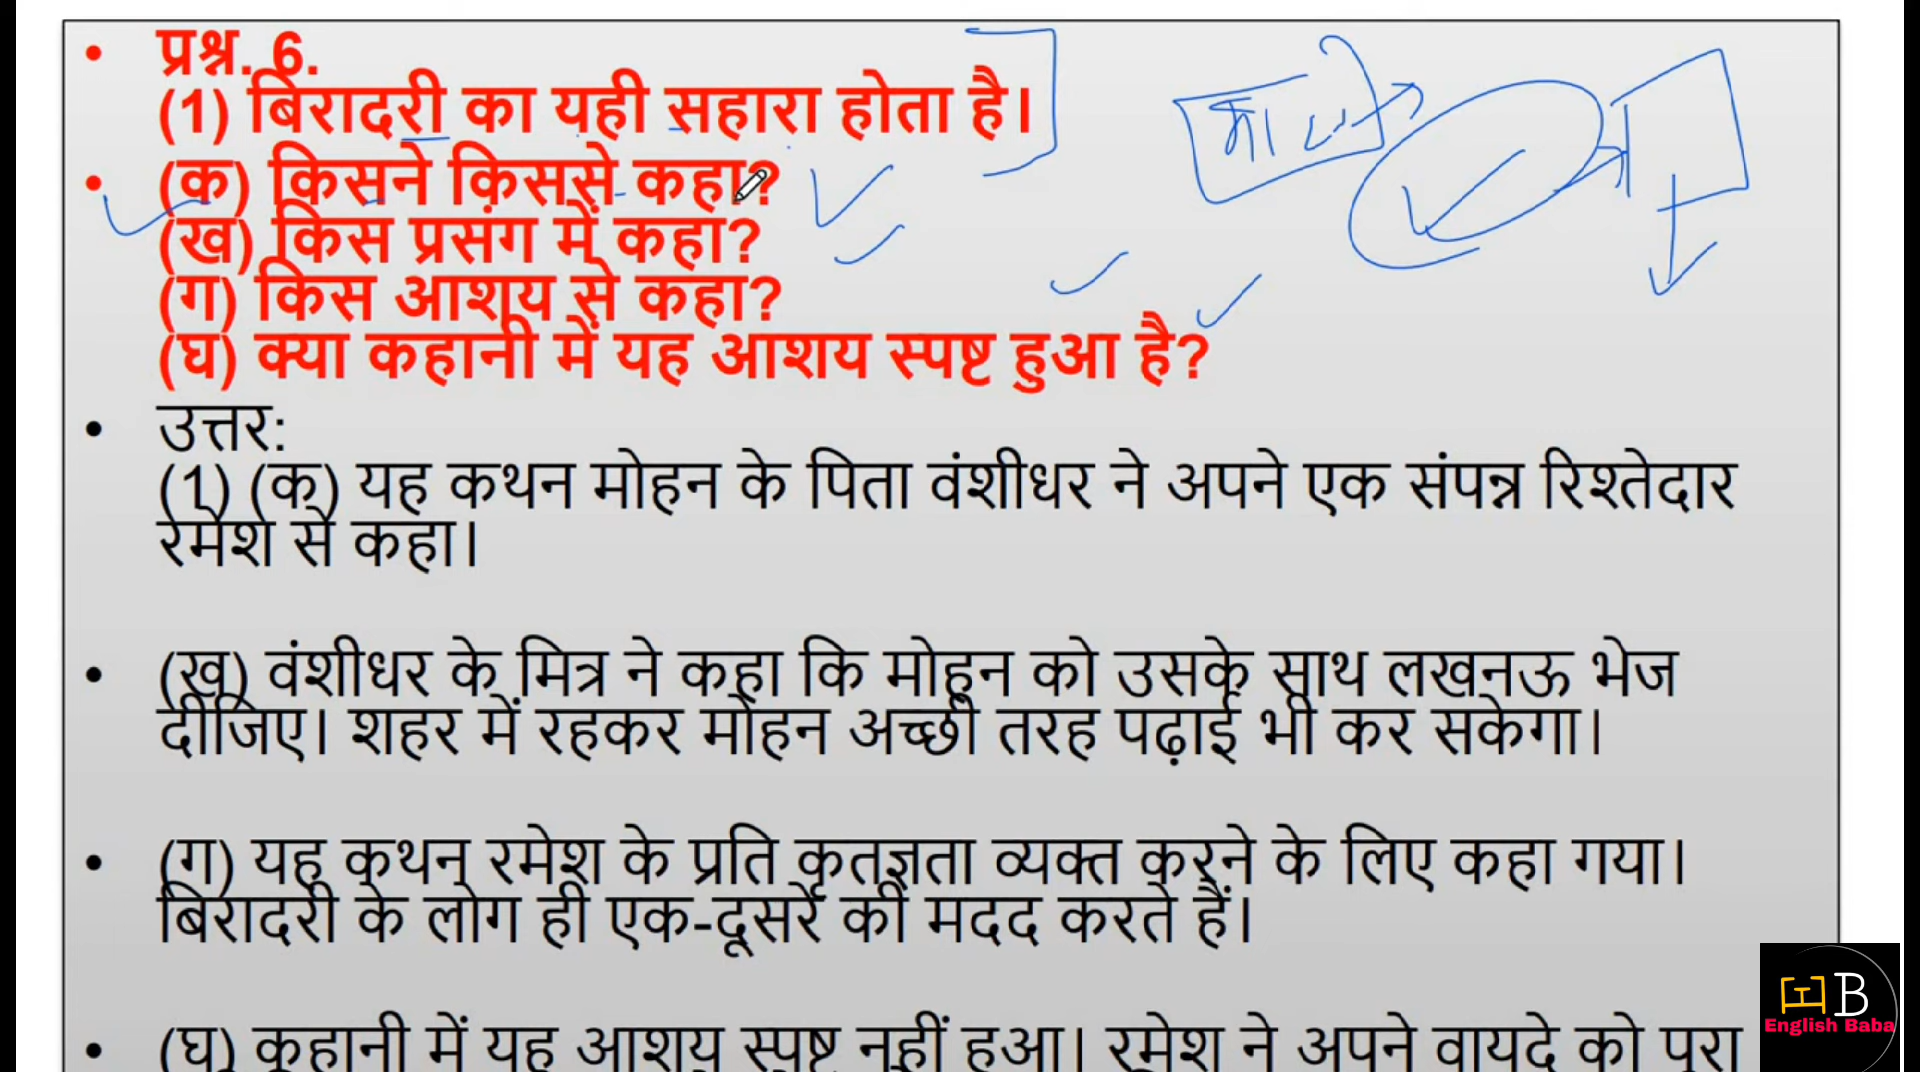 • प्रश्न. 6.
(1) बिरादरी का यही सहारा होता है।
• (क) किसने किससे कहा?
(ख) किस प्रसंग में कहा?
(ग) किस आशय से कहा?
(घ) क्या कहानी में यह आशय स्पष्ट हुआ है?
• उत्तर:
(1) (क) यह कथन मोहन के पिता वंशीधर ने अपने एक संपन्न रिश्तेदार
रमेश से कहा।
• (ख) वंशीधर के मित्र ने कहा कि मोहन को उसके साथ लखनऊ भेज
दीजिए। शहर में रहकर मोहन अच्छी तरह पढ़ाई भी कर सकेगा।
• (ग) यह कथन रमेश के प्रति कृतज्ञता व्यक्त करने के लिए कहा गया।
बिरादरी के लोग ही एक-दूसरे की मदद करते हैं।
• (घ) कहानी में यह आशय स्पष्ट नहीं हुआ। रमेश ने अपने वायदे को पूरा
B
English Baba